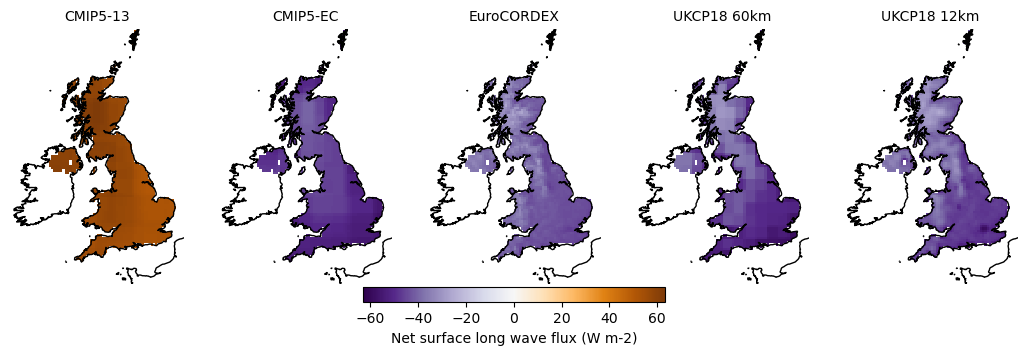 CMIP5-13 CMIP5-EC EuroCORDEX UKCP18 60km UKCP18 12km
−60 −40 −20 0 20 40 60
Net surface long wave flux (W m-2)